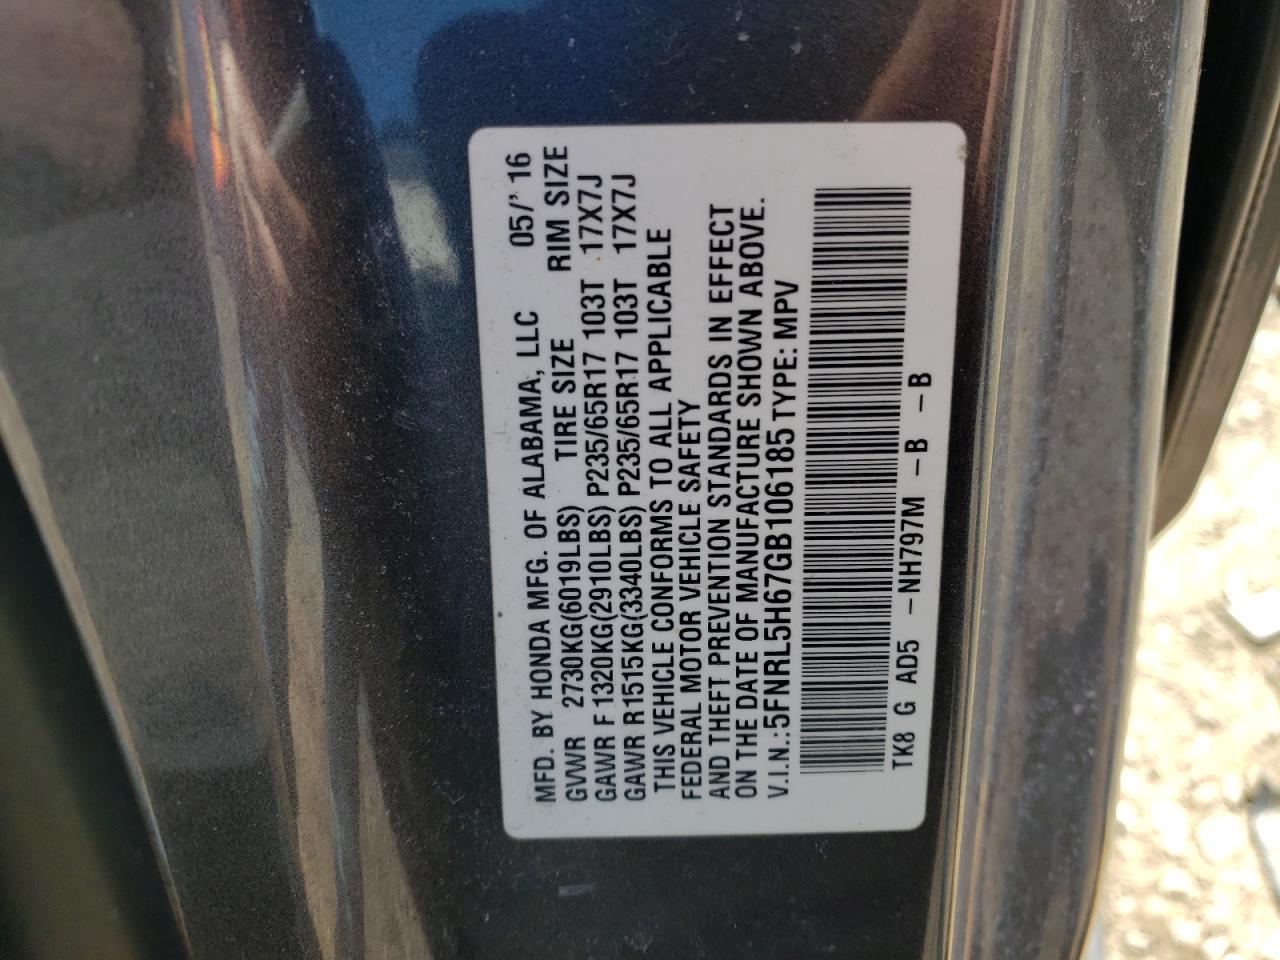 MFD. BY HONDA MFG. OF ALABAMA, LLC 05/'16
GVWR 2730KG(6019LBS) TIRE SIZE RIM SIZE
GAWR F 1320KG(2910LBS) P235/65R17 103T 17X7J
GAWR R1515KG(3340LBS) P235/65R17 103T 17X7J
THIS VEHICLE CONFORMS TO ALL APPLICABLE
FEDERAL MOTOR VEHICLE SAFETY
AND THEFT PREVENTION STANDARDS IN EFFECT
ON THE DATE OF MANUFACTURE SHOWN ABOVE.
V.I.N.:5FNRL5H67GB106185 TYPE: MPV
TK8 G AD5 -NH797M -B -B